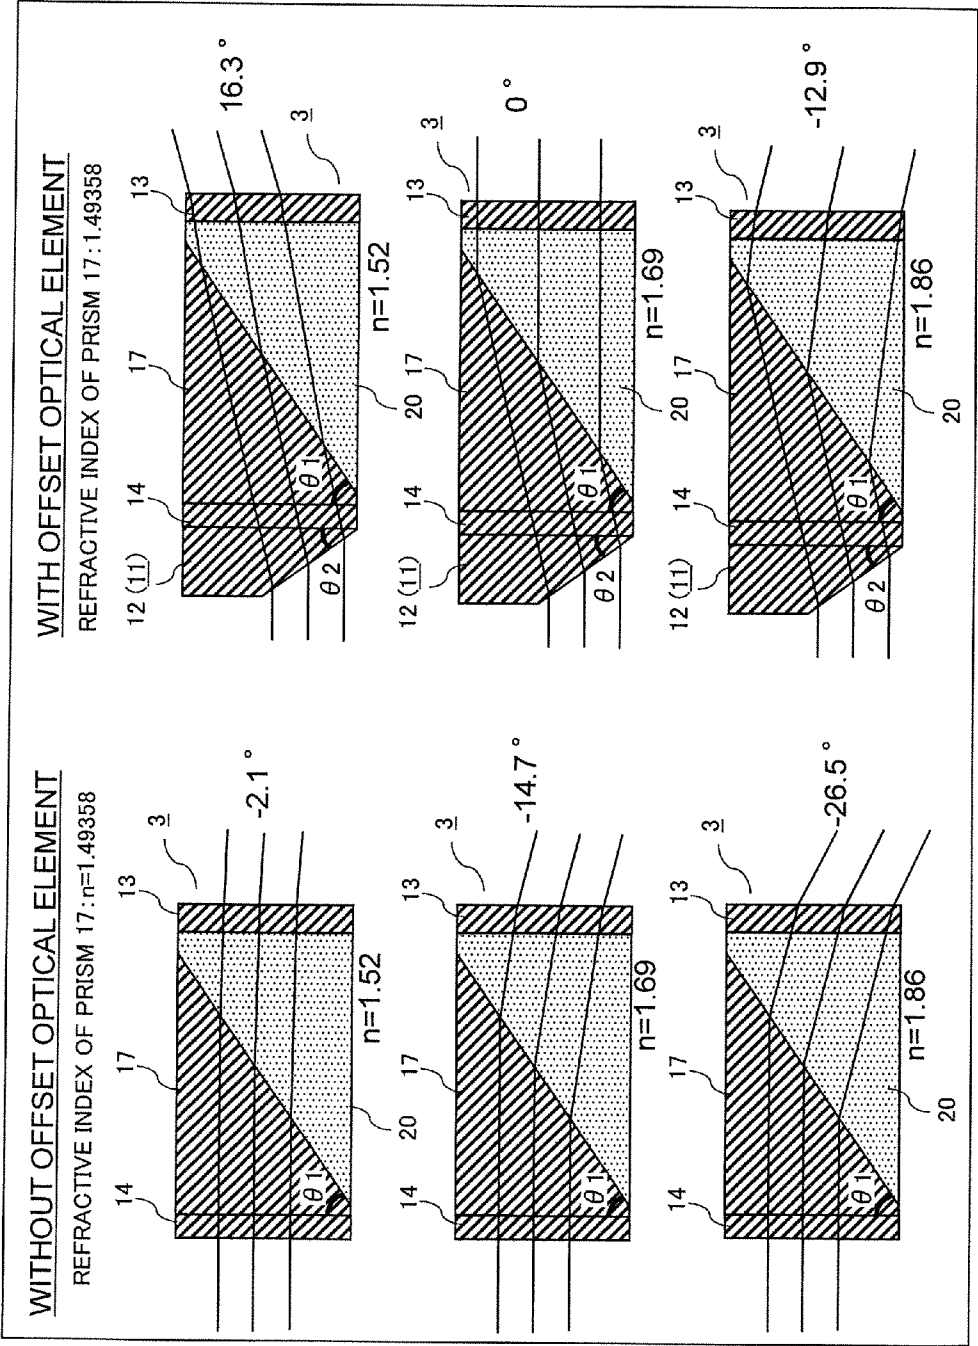 WITHOUT OFFSET OPTICAL ELEMENT
REFRACTIVE INDEX OF PRISM 17:n=1.49358
14
17
13
3
-2.1°
θ1
20
n=1.52
14
17
13
3
-14.7°
θ1
n=1.69
14
17
13
3
-26.5°
θ1
20
n=1.86
WITH OFFSET OPTICAL ELEMENT
REFRACTIVE INDEX OF PRISM 17:1.49358
12 (11)
14
17
13
16.3°
3
θ2
θ1
20
n=1.52
12 (11)
14
17
13
3
0°
θ2
θ1
20
n=1.69
12 (11)
14
17
13
3
-12.9°
θ2
θ1
20
n=1.86